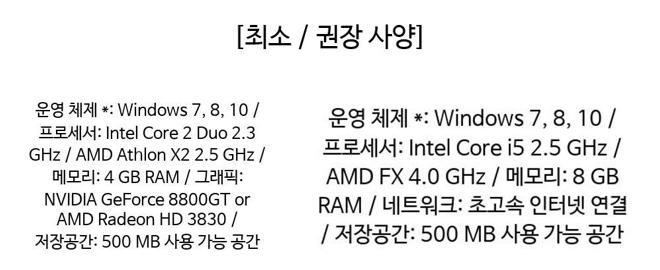 [최소 / 권장 사양]
운영 체제 *: Windows 7, 8, 10 /
프로세서: Intel Core 2 Duo 2.3
GHz / AMD Athlon X2 2.5 GHz /
메모리: 4 GB RAM / 그래픽:
NVIDIA GeForce 8800GT or
AMD Radeon HD 3830 /
저장공간: 500 MB 사용 가능 공간
운영 체제 *: Windows 7, 8, 10 /
프로세서: Intel Core i5 2.5 GHz /
AMD FX 4.0 GHz / 메모리: 8 GB
RAM / 네트워크: 초고속 인터넷 연결
/ 저장공간: 500 MB 사용 가능 공간